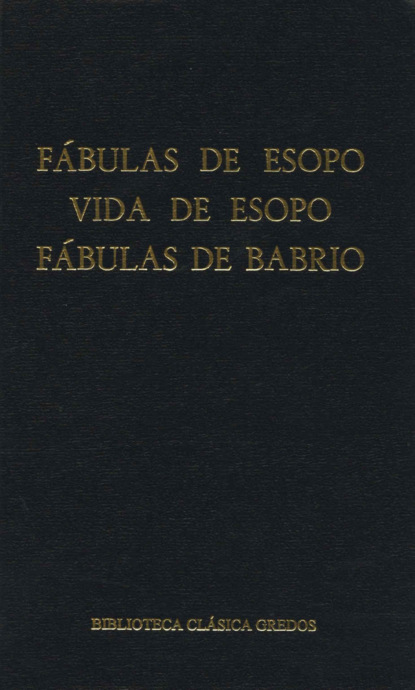 FÁBULAS DE ESOPO
VIDA DE ESOPO
FÁBULAS DE BABRIO
BIBLIOTECA CLÁSICA GREDOS